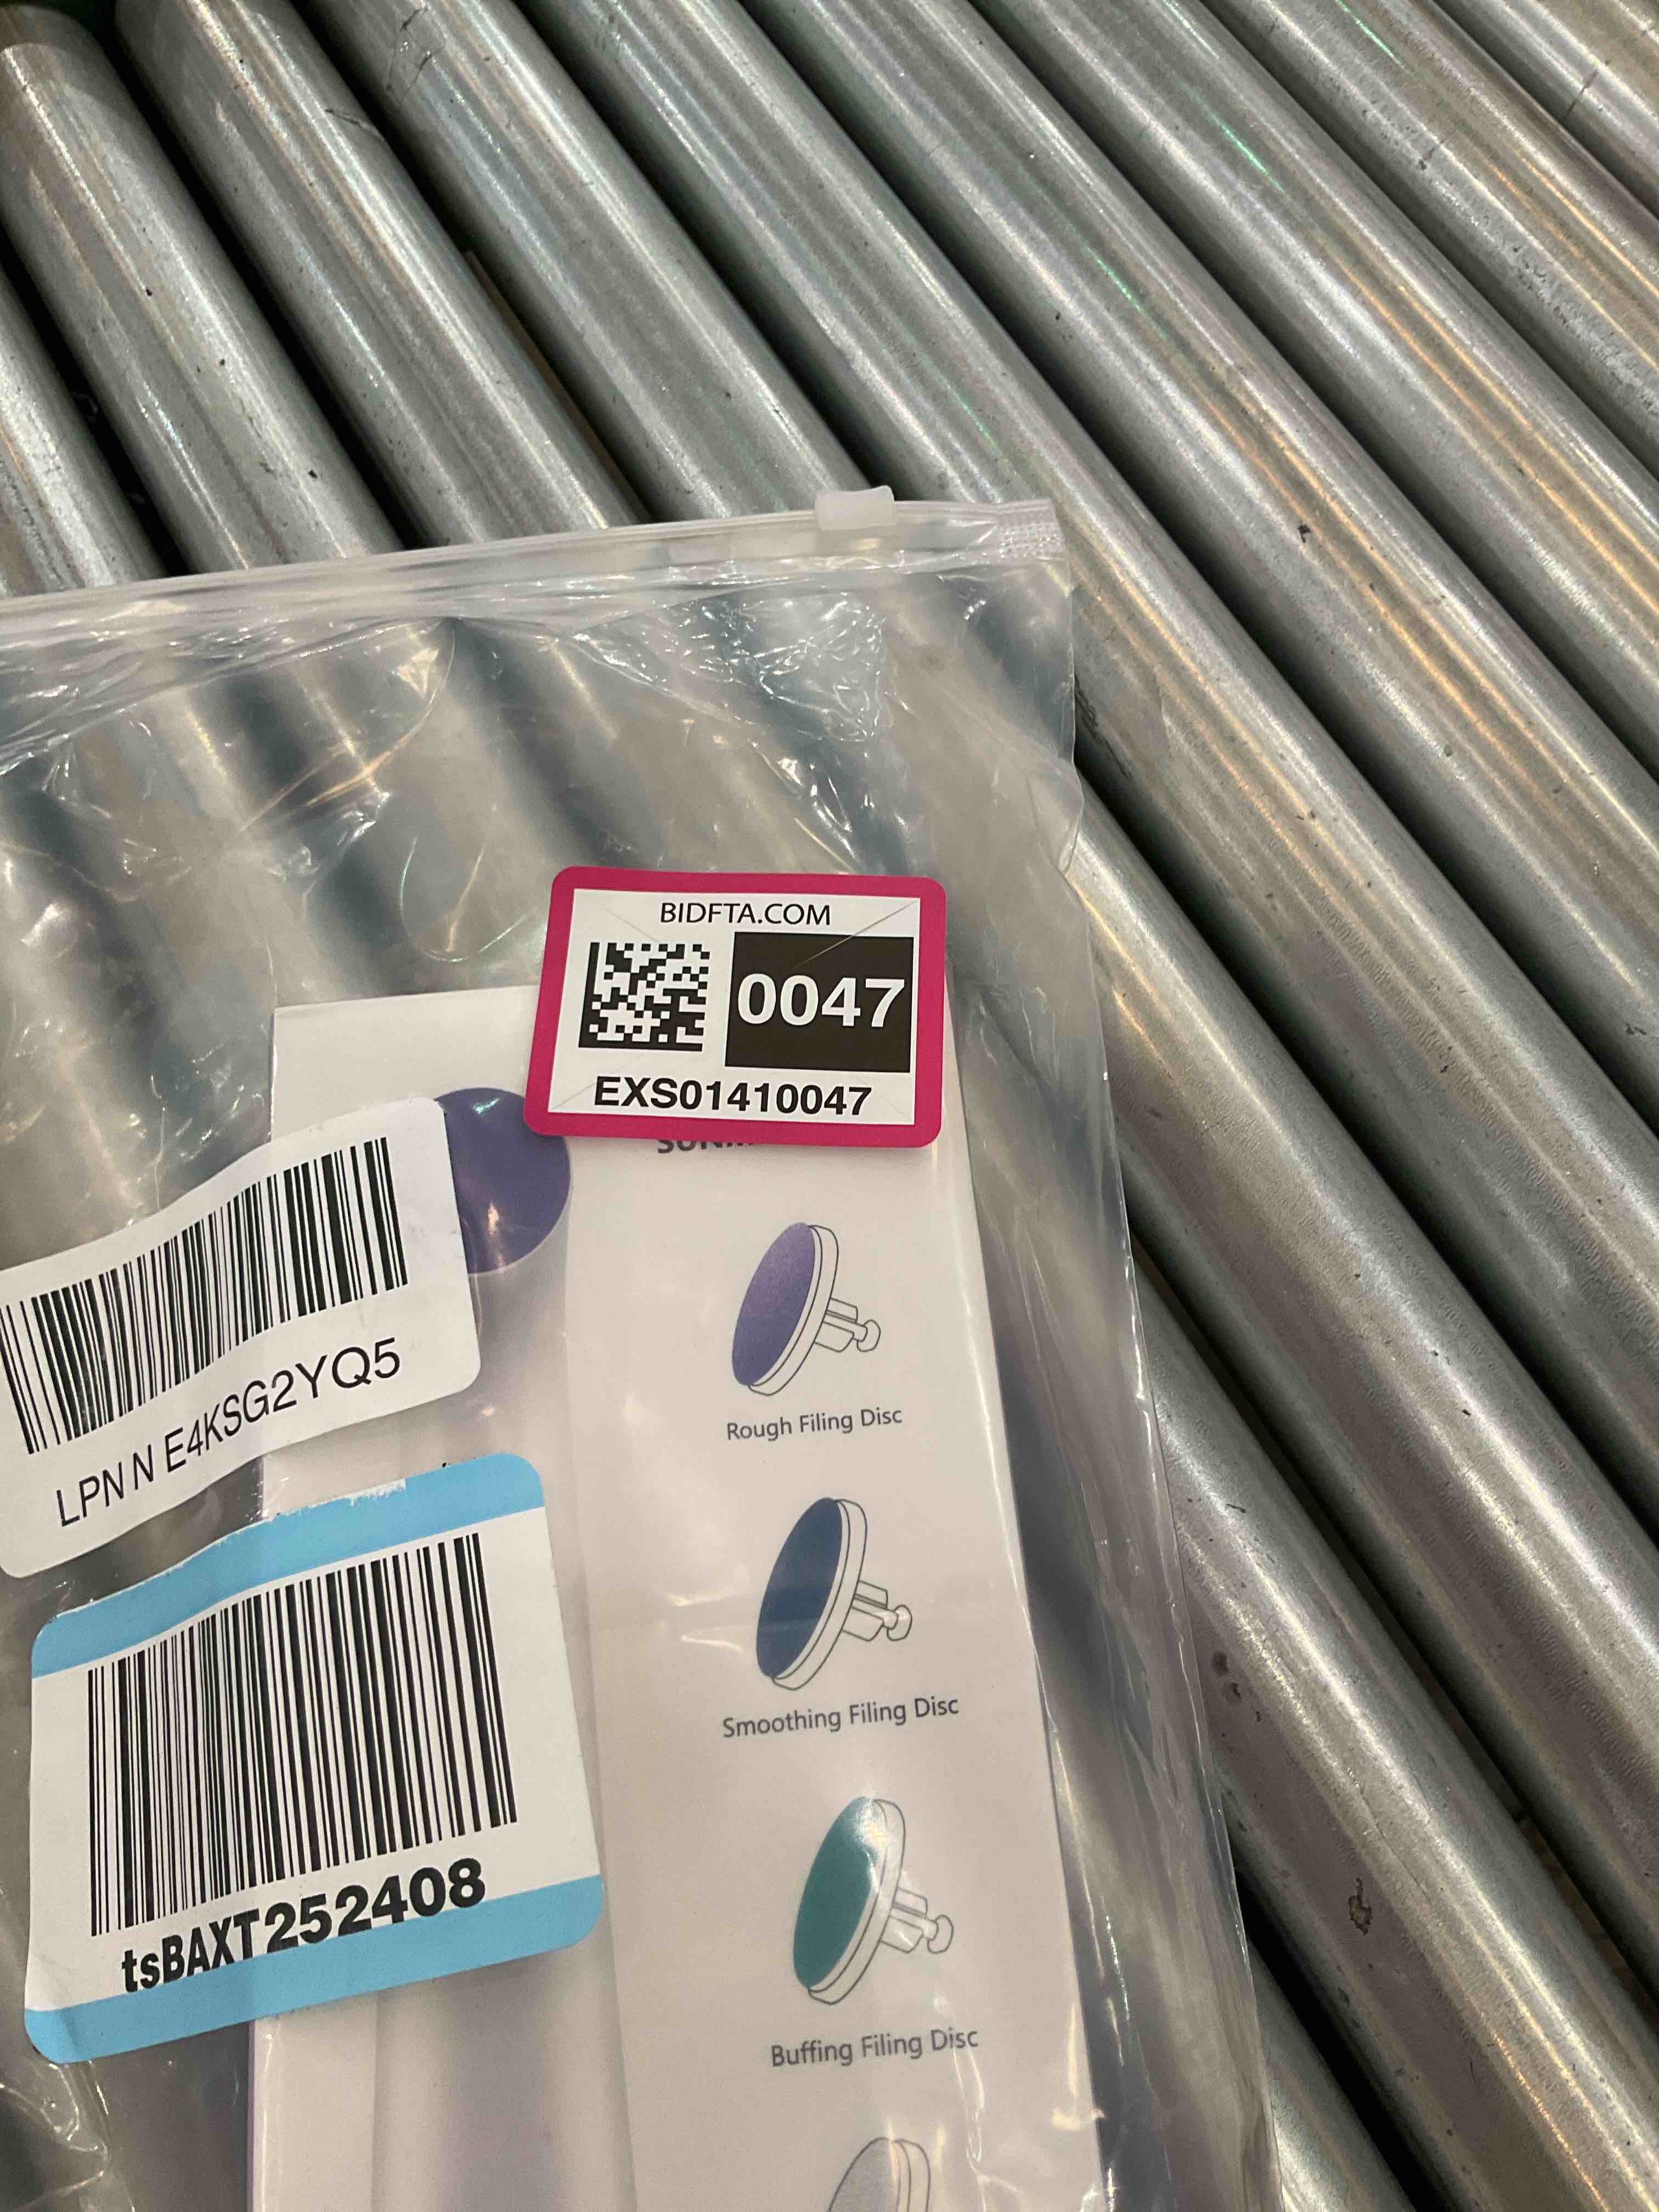 BIDFTA.COM
0047
EXS01410047
LPN N E4KSG2YQ5
tsBAXT252408
Rough Filing Disc
Smoothing Filing Disc
Buffing Filing Disc